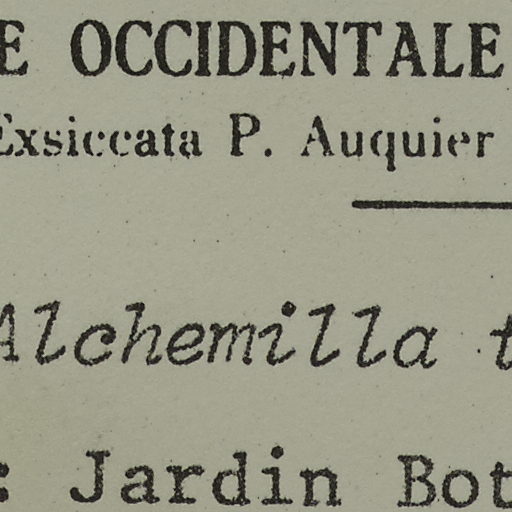 E OCCIDENTALE
Exsiccata P. Auquier
Alchemilla t
: Jardin Bot